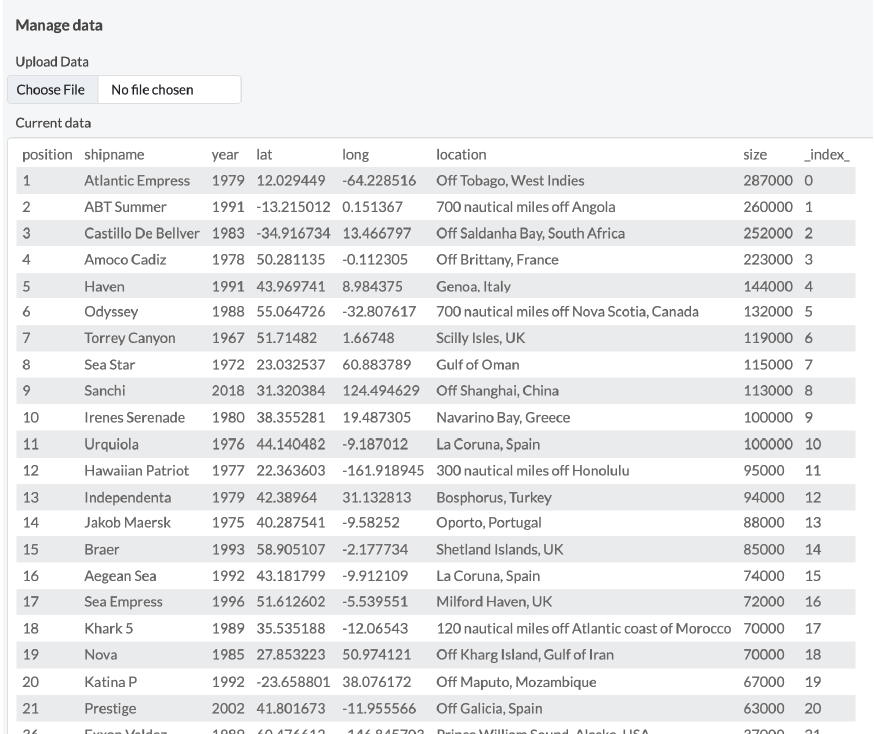 Manage data
Upload Data
Choose File No file chosen
Current data
position shipname year lat long location size _index_
1 Atlantic Empress 1979 12.029449 -64.228516 Off Tobago, West Indies 287000 0
2 ABT Summer 1991 -13.215012 0.151367 700 nautical miles off Angola 260000 1
3 Castillo De Bellver 1983 -34.916734 13.466797 Off Saldanha Bay, South Africa 252000 2
4 Amoco Cadiz 1978 50.281135 -0.112305 Off Brittany, France 223000 3
5 Haven 1991 43.969741 8.984375 Genoa, Italy 144000 4
6 Odyssey 1988 55.064726 -32.807617 700 nautical miles off Nova Scotia, Canada 132000 5
7 Torrey Canyon 1967 51.71482 1.66748 Scilly Isles, UK 119000 6
8 Sea Star 1972 23.032537 60.883789 Gulf of Oman 115000 7
9 Sanchi 2018 31.320384 124.494629 Off Shanghai, China 113000 8
10 Irenes Serenade 1980 38.355281 19.487305 Navarino Bay, Greece 100000 9
11 Urquiola 1976 44.140482 -9.187012 La Coruna, Spain 100000 10
12 Hawaiian Patriot 1977 22.363603 -161.918945 300 nautical miles off Honolulu 95000 11
13 Independenta 1979 42.38964 31.132813 Bosphorus, Turkey 94000 12
14 Jakob Maersk 1975 40.287541 -9.58252 Oporto, Portugal 88000 13
15 Braer 1993 58.905107 -2.177734 Shetland Islands, UK 85000 14
16 Aegean Sea 1992 43.181799 -9.912109 La Coruna, Spain 74000 15
17 Sea Empress 1996 51.612602 -5.539551 Milford Haven, UK 72000 16
18 Khark 5 1989 35.535188 -12.06543 120 nautical miles off Atlantic coast of Morocco 70000 17
19 Nova 1985 27.853223 50.974121 Off Kharg Island, Gulf of Iran 70000 18
20 Katina P 1992 -23.658801 38.076172 Off Maputo, Mozambique 67000 19
21 Prestige 2002 41.801673 -11.955566 Off Galicia, Spain 63000 20
Exxon Valdez 1989 Prince William Sound, Alaska, USA 37000 21